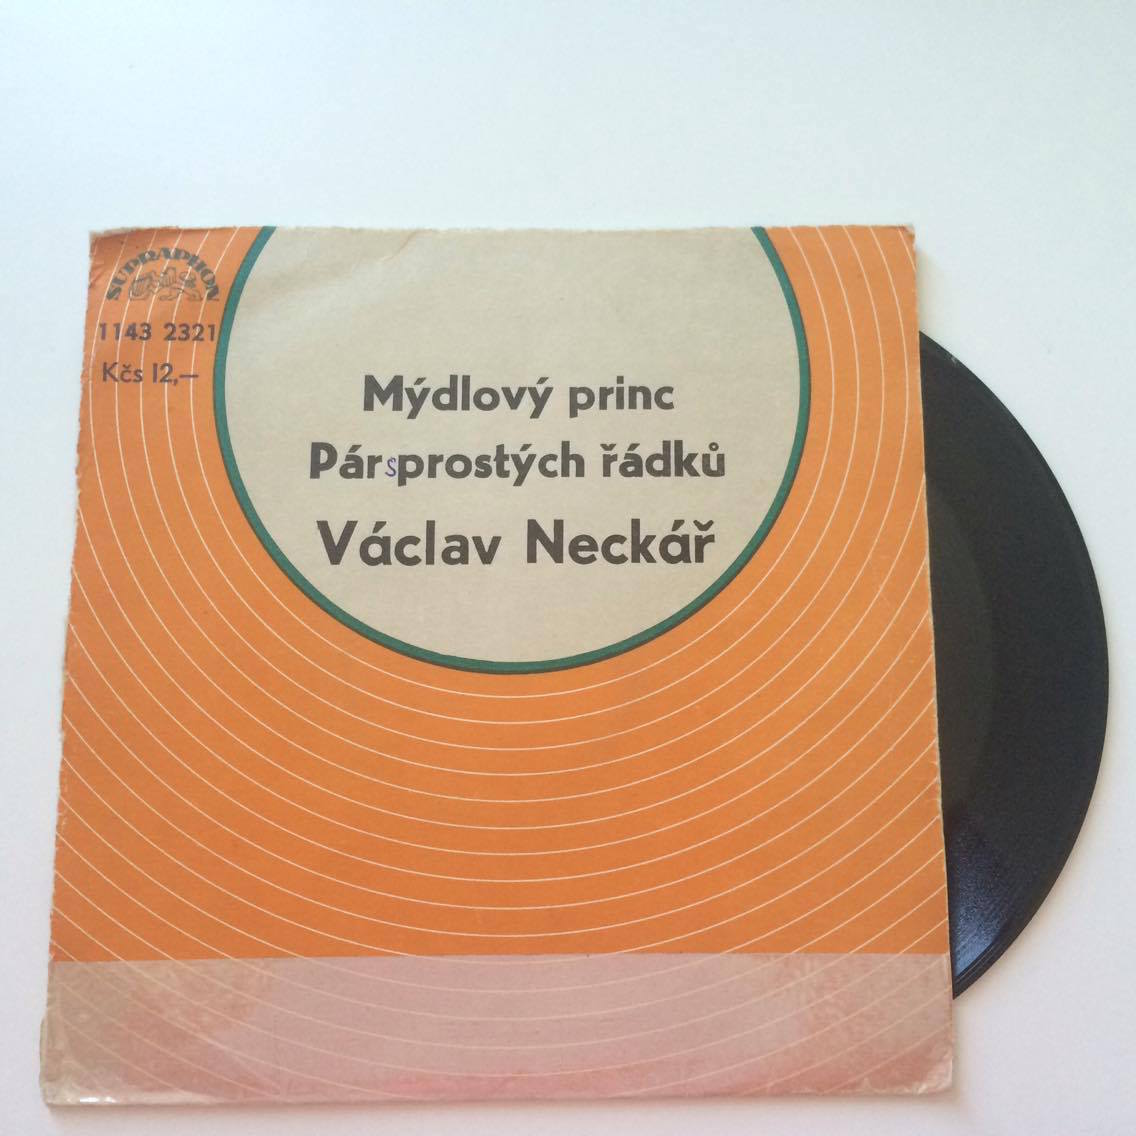 SUPRAPHON
1143 2321
Kčs 12,—
Mýdlový princ
Pársprostých řádků
Václav Neckář